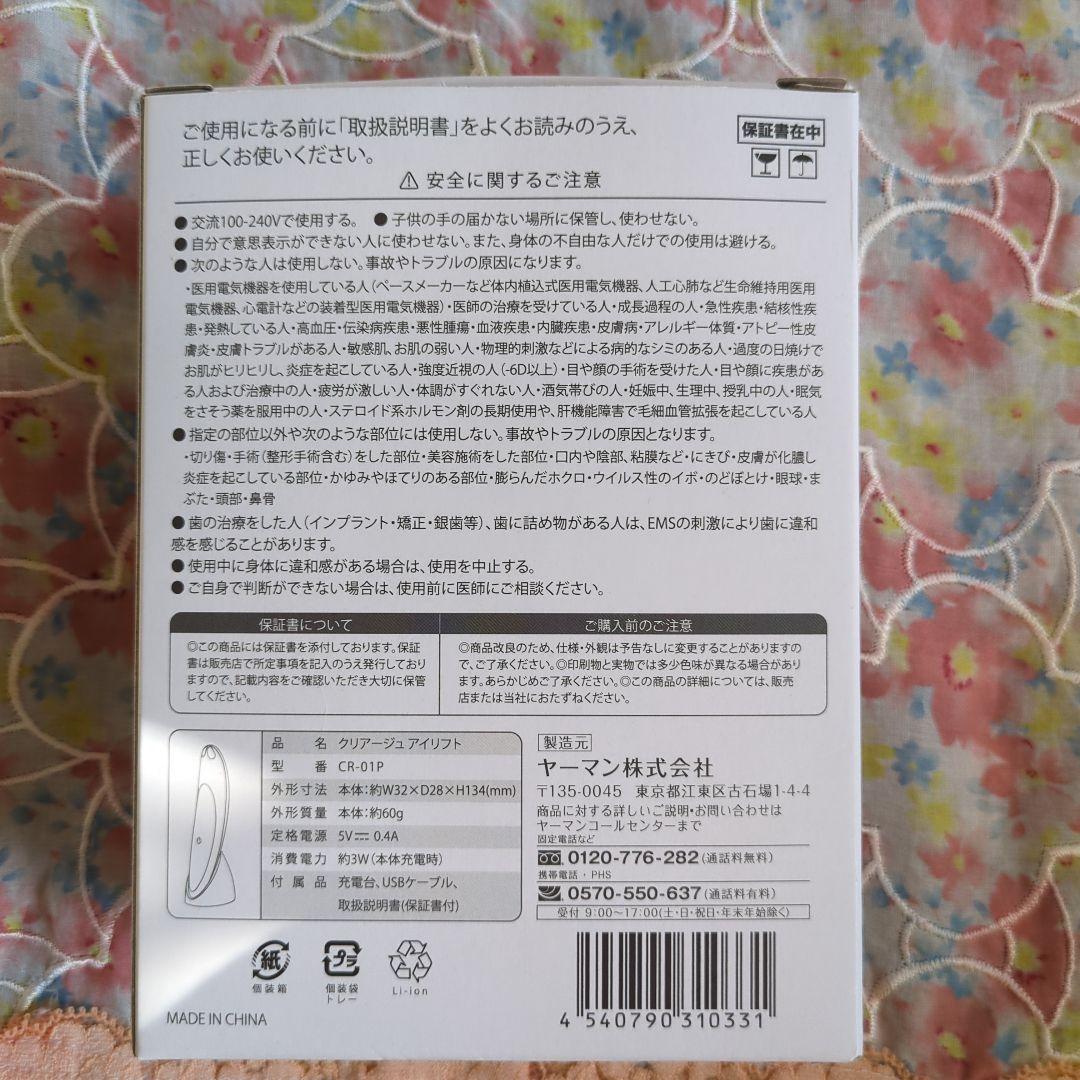 ご使用になる前に「取扱説明書」をよくお読みのうえ、
正しくお使いください。
保証書在中
⚠ 安全に関するご注意
● 交流100-240Vで使用する。 ● 子供の手の届かない場所に保管し、使わせない。
● 自分で意思表示ができない人に使わせない。また、身体の不自由な人だけでの使用は避ける。
● 次のような人は使用しない。事故やトラブルの原因になります。
・医用電気機器を使用している人（ペースメーカーなど体内植込式医用電気機器、人工心肺など生命維持用医用
電気機器、心電計などの装着型医用電気機器）・医師の治療を受けている人・成長過程の人・急性疾患・結核性疾
患・発熱している人・高血圧・伝染病疾患・悪性腫瘍・血液疾患・内臓疾患・皮膚病・アレルギー体質・アトピー性皮
膚炎・皮膚トラブルがある人・敏感肌、お肌の弱い人・物理的刺激などによる病的なシミのある人・過度の日焼けで
お肌がヒリヒリし、炎症を起こしている人・強度近視の人（-6D以上）・目や顔の手術を受けた人・目や顔に疾患があ
る人および治療中の人・疲労が激しい人・体調がすぐれない人・酒気帯びの人・妊娠中、生理中、授乳中の人・眠気
をさそう薬を服用中の人・ステロイド系ホルモン剤の長期使用や、肝機能障害で毛細血管拡張を起こしている人
● 指定の部位以外や次のような部位には使用しない。事故やトラブルの原因となります。
・切り傷・手術（整形手術含む）をした部位・美容施術をした部位・口内や陰部、粘膜など・にきび・皮膚が化膿し
炎症を起こしている部位・かゆみやほてりのある部位・膨らんだホクロ・ウイルス性のイボ・のどぼとけ・眼球・ま
ぶた・頭部・鼻骨
● 歯の治療をした人（インプラント・矯正・銀歯等）、歯に詰め物がある人は、EMSの刺激により歯に違和
感を感じることがあります。
● 使用中に身体に違和感がある場合は、使用を中止する。
● ご自身で判断ができない場合は、使用前に医師にご相談ください。
保証書について
◎この商品には保証書を添付しております。保証
書は販売店で所定事項を記入のうえ発行しており
ますので、記載内容をご確認いただき大切に保管
してください。
ご購入前のご注意
◎商品改良のため、仕様・外観は予告なしに変更することがありますの
で、ご了承ください。◎印刷物と実物では多少色味が異なる場合があり
ます。あらかじめご了承ください。◎この商品の詳細については、販売
店または当社におたずねください。
品名 クリアージュ アイリフト
型番 CR-01P
外形寸法 本体：約W32×D28×H134(mm)
外形質量 本体：約60g
定格電源 5V⎓0.4A
消費電力 約3W（本体充電時）
付属品 充電台、USBケーブル、
取扱説明書(保証書付)
製造元
ヤーマン株式会社
〒135-0045 東京都江東区古石場1-4-4
商品に対する詳しいご説明・お問い合わせは
ヤーマンコールセンターまで
固定電話など
0120-776-282（通話料無料）
携帯電話・PHS
0570-550-637（通話料有料）
受付 9:00～17:00(土・日・祝日・年末年始除く)
紙
個装箱
プラ
個装袋
トレー
Li-ion
MADE IN CHINA
4 540790 310331